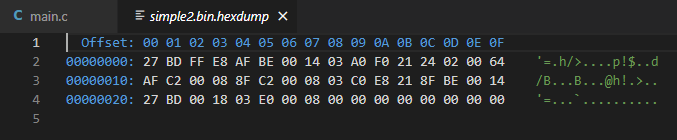 main.c simple2.bin.hexdump
1 Offset: 00 01 02 03 04 05 06 07 08 09 0A 0B 0C 0D 0E 0F
2 00000000: 27 BD FF E8 AF BE 00 14 03 A0 F0 21 24 02 00 64 '=.h/>....p!$..d
3 00000010: AF C2 00 08 8F C2 00 08 03 C0 E8 21 8F BE 00 14 /B...B...@h!.>..
4 00000020: 27 BD 00 18 03 E0 00 08 00 00 00 00 00 00 00 00 '=...`..........
5